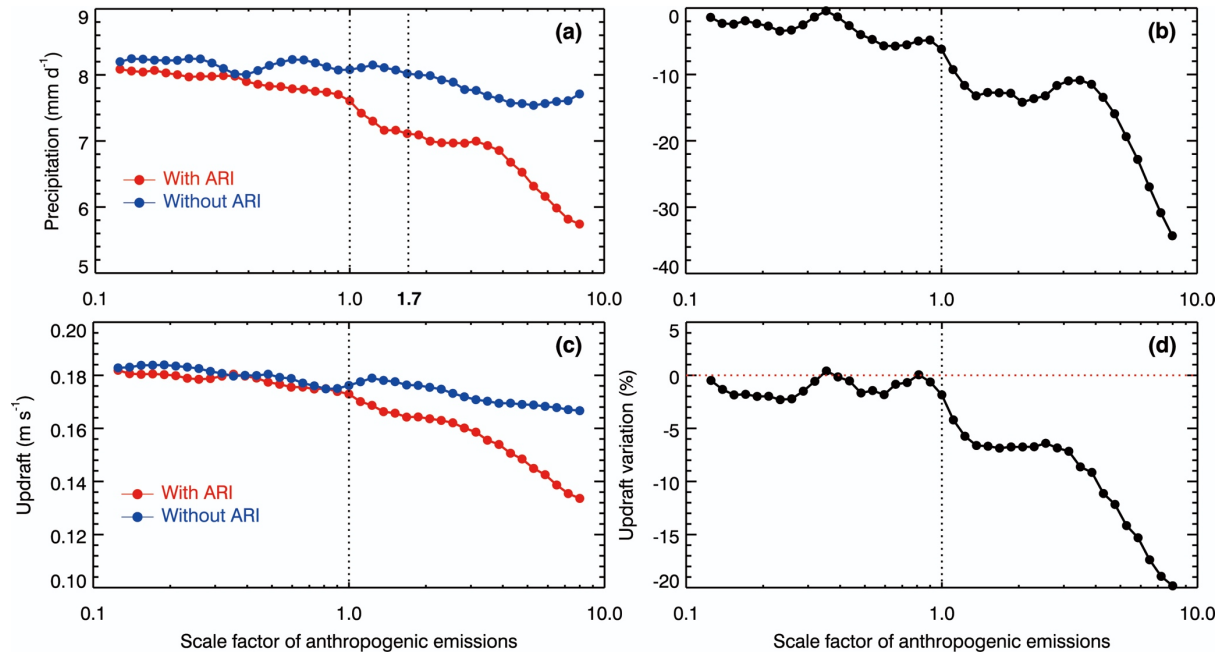 (a)
Precipitation (mm d⁻¹)
9
8
7
6
5
With ARI
Without ARI
0.1
1.0
1.7
10.0
(b)
0
-10
-20
-30
-40
0.1
1.0
10.0
(c)
Updraft (m s⁻¹)
0.20
0.18
0.16
0.14
0.12
0.10
With ARI
Without ARI
0.1
1.0
10.0
Scale factor of anthropogenic emissions
(d)
Updraft variation (%)
5
0
-5
-10
-15
-20
0.1
1.0
10.0
Scale factor of anthropogenic emissions